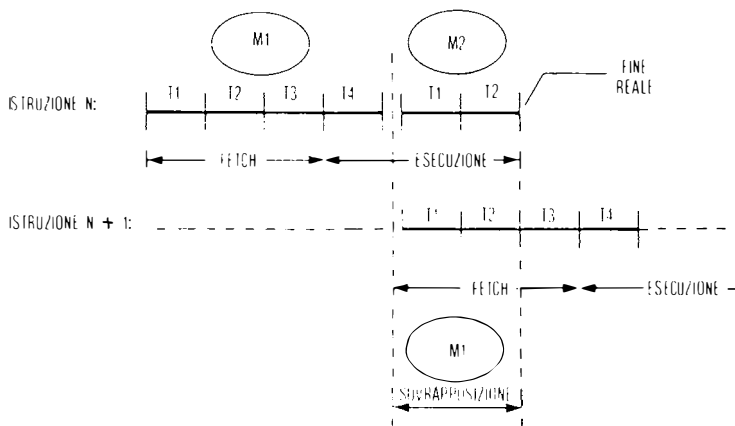 M1 M2
FINE
REALE
ISTRUZIONE N: T1 T2 T3 T4 T1 T2
FETCH ESECUZIONE
ISTRUZIONE N + 1: T1 T2 T3 T4
FETCH ESECUZIONE
M1
SOVRAPPOSIZIONE